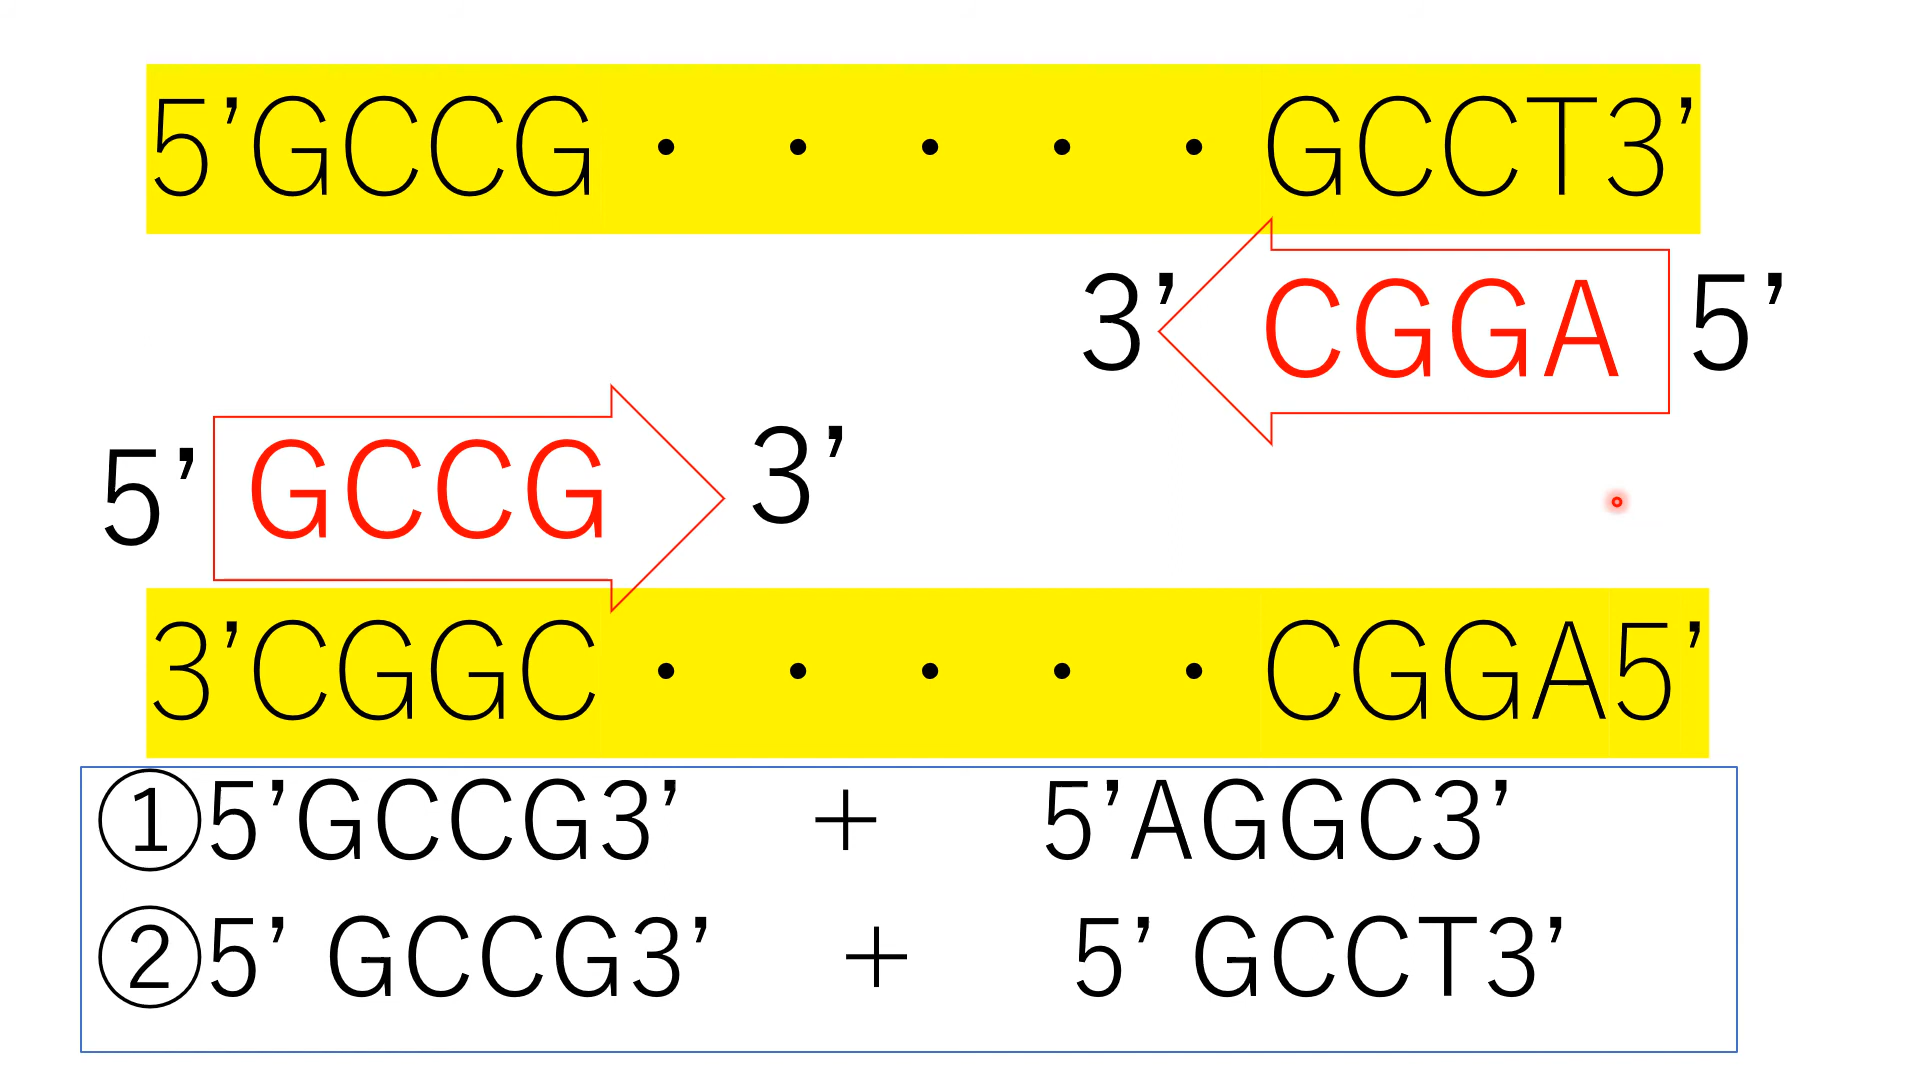 5’GCCG・・・・・GCCT3’
3’ CGGA 5’
5’ GCCG 3’
3’CGGC・・・・・CGGA5’
①5’GCCG3’ + 5’AGGC3’
②5’ GCCG3’ + 5’ GCCT3’